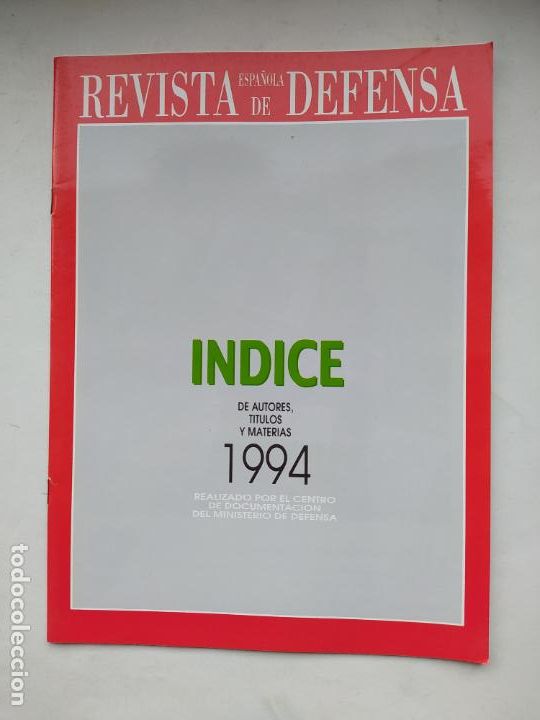 REVISTA ESPAÑOLA DE DEFENSA
INDICE
DE AUTORES,
TITULOS
Y MATERIAS
1994
REALIZADO POR EL CENTRO
DE DOCUMENTACION
DEL MINISTERIO DE DEFENSA
todocoleccion